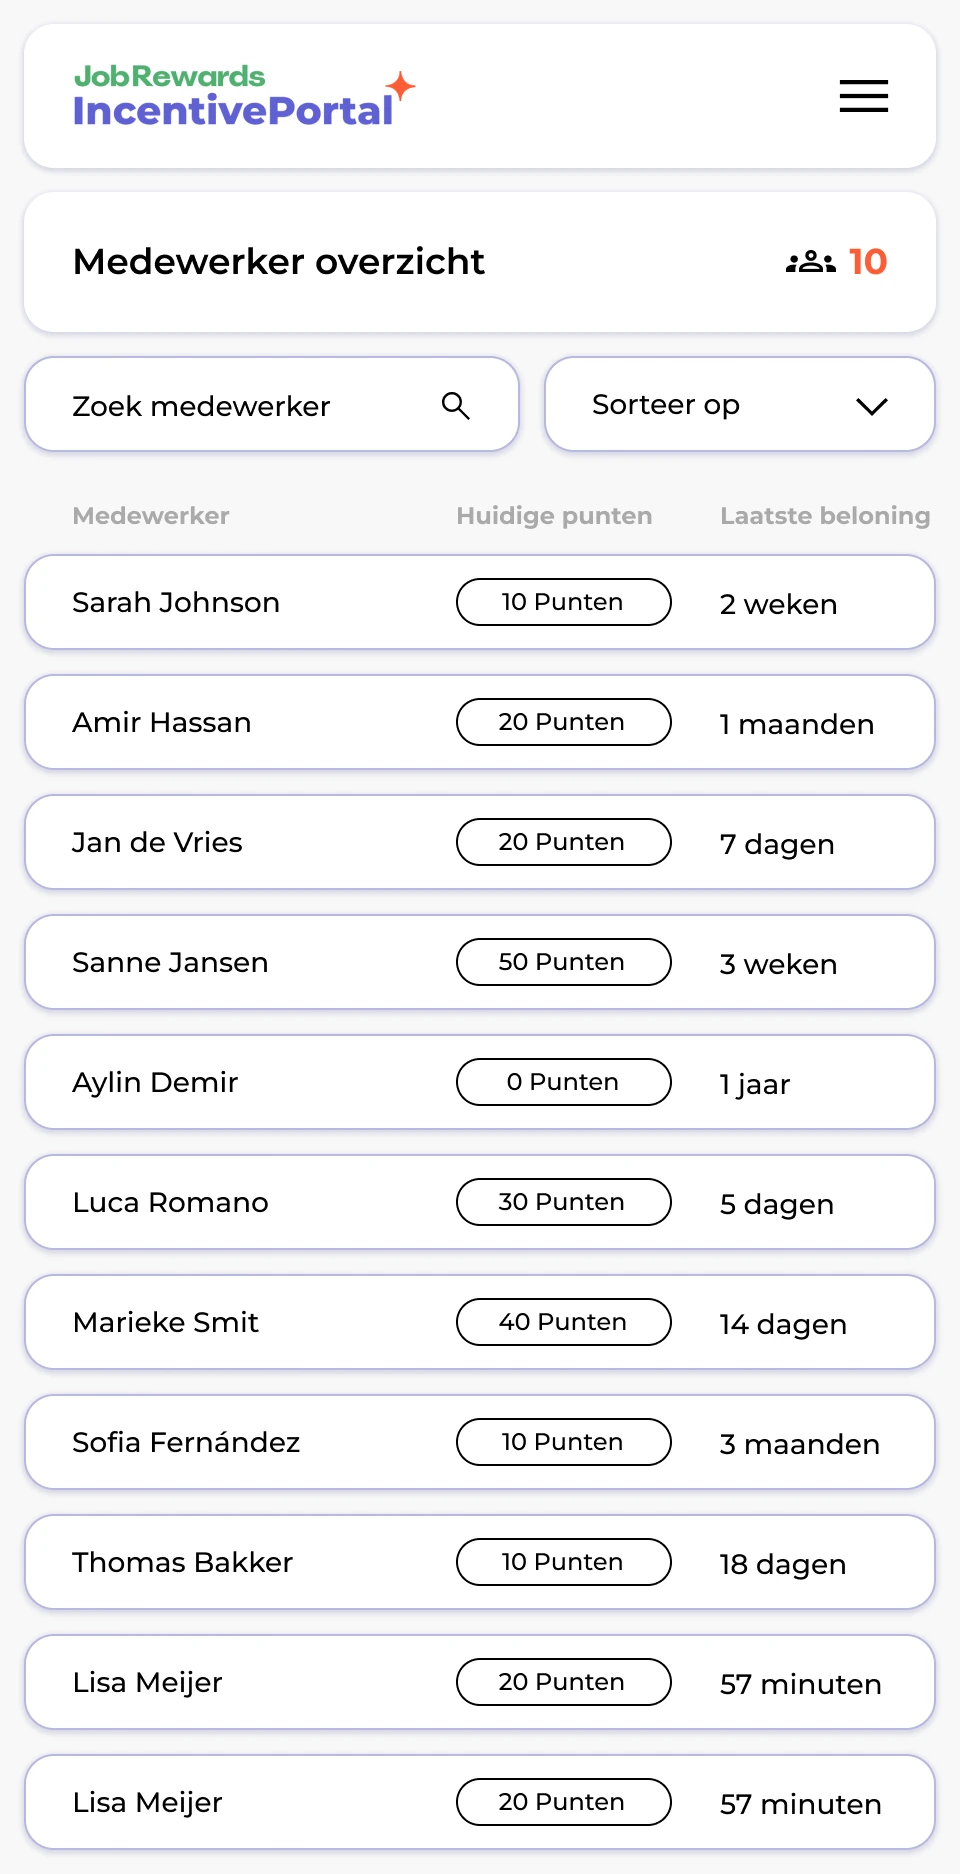 JobRewards
IncentivePortal
Medewerker overzicht 10
Zoek medewerker Sorteer op
Medewerker Huidige punten Laatste beloning
Sarah Johnson 10 Punten 2 weken
Amir Hassan 20 Punten 1 maanden
Jan de Vries 20 Punten 7 dagen
Sanne Jansen 50 Punten 3 weken
Aylin Demir 0 Punten 1 jaar
Luca Romano 30 Punten 5 dagen
Marieke Smit 40 Punten 14 dagen
Sofia Fernández 10 Punten 3 maanden
Thomas Bakker 10 Punten 18 dagen
Lisa Meijer 20 Punten 57 minuten
Lisa Meijer 20 Punten 57 minuten